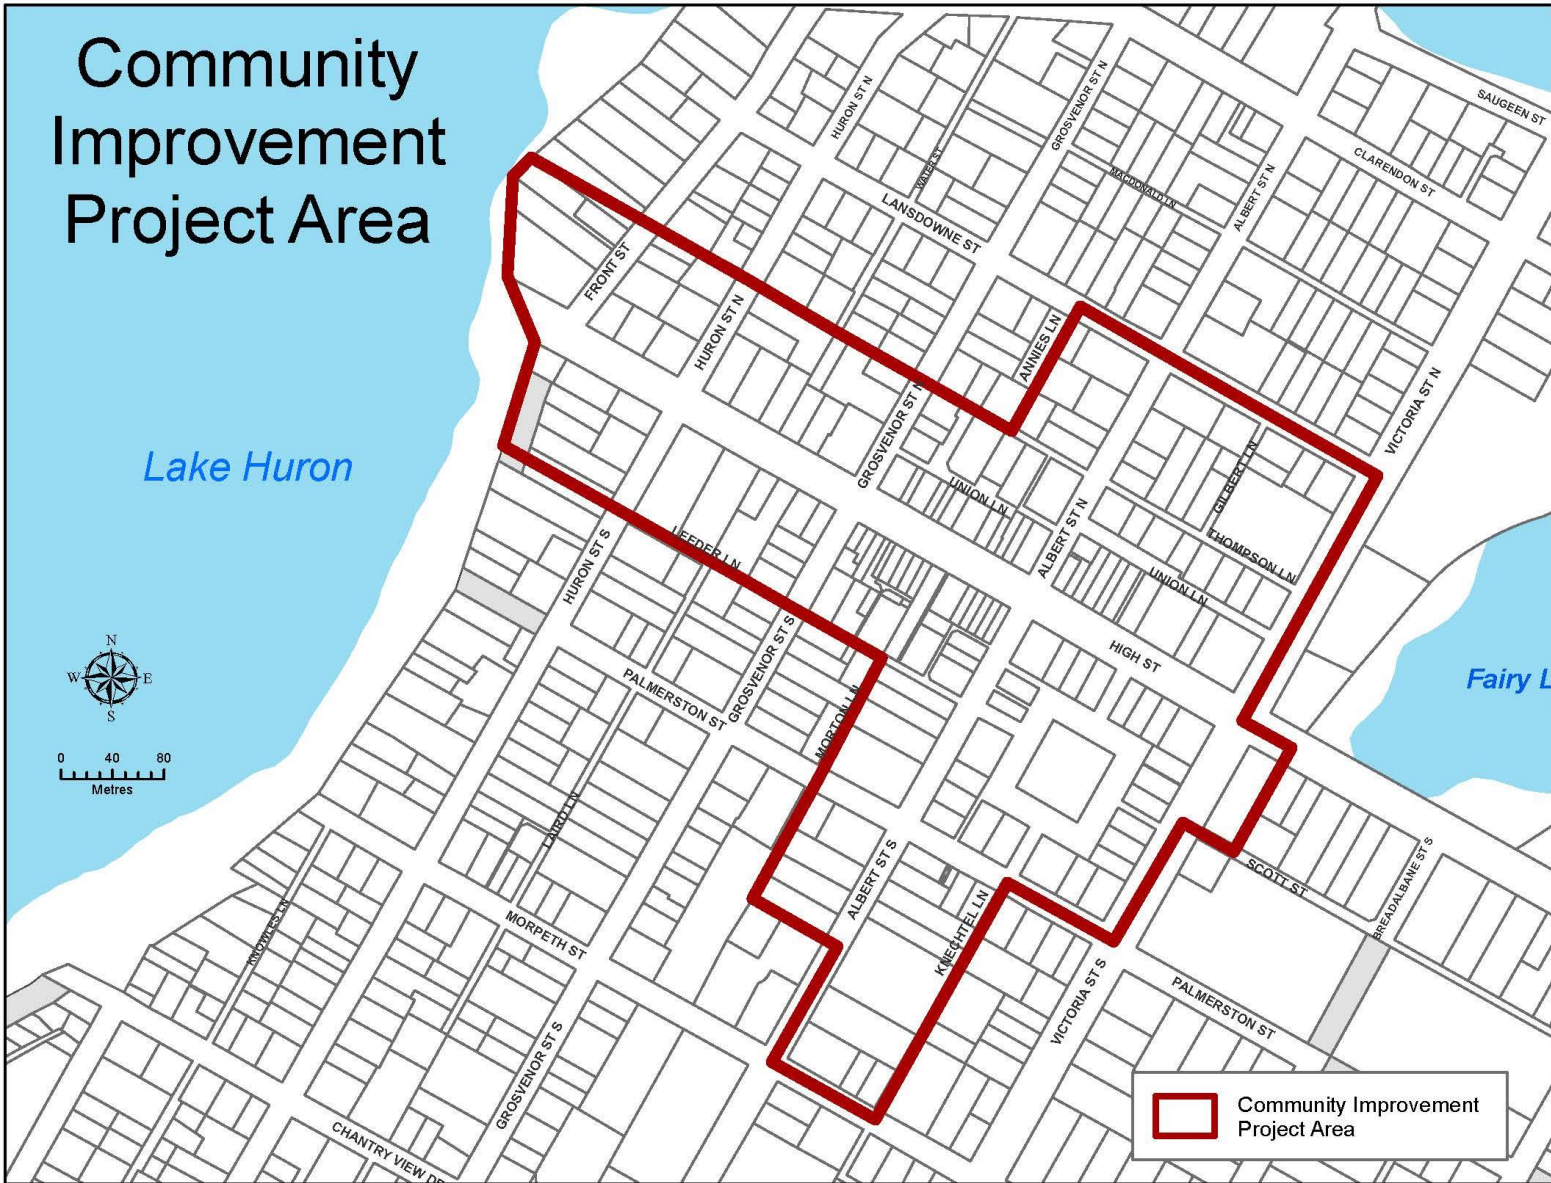 Community
Improvement
Project Area
SAUGEEN ST
HURON ST N
GROSVENOR ST N
CLARENDON ST
WATER ST
MACDONALD LN
ALBERT ST N
LANSDOWNE ST
FRONT ST
HURON ST N
ANNIES LN
VICTORIA ST N
GROSVENOR ST N
Lake Huron
GILBERT LN
UNION LN
LEEDER LN
ALBERT ST N
THOMPSON LN
HURON ST S
UNION LN
HIGH ST
N
W
E
S
Fairy L
PALMERSTON ST
GROSVENOR ST S
MORTON LN
0 40 80
Metres
LAIRD LN
ALBERT ST S
SCOTT ST
BREADALBANE ST S
KNOWLES LN
MORPETH ST
KNECHTEL LN
VICTORIA ST S
PALMERSTON ST
GROSVENOR ST S
CHANTRY VIEW DR
Community Improvement
Project Area